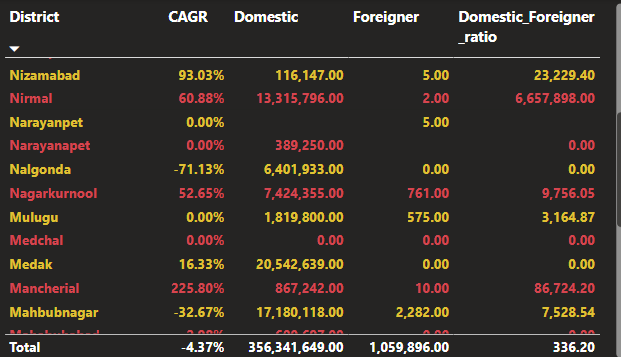 District CAGR Domestic Foreigner Domestic_Foreigner
_ratio
Nizamabad 93.03% 116,147.00 5.00 23,229.40
Nirmal 60.88% 13,315,796.00 2.00 6,657,898.00
Narayanpet 0.00% 5.00
Narayanapet 0.00% 389,250.00 0.00
Nalgonda -71.13% 6,401,933.00 0.00 0.00
Nagarkurnool 52.65% 7,424,355.00 761.00 9,756.05
Mulugu 0.00% 1,819,800.00 575.00 3,164.87
Medchal 0.00% 0.00 0.00 0.00
Medak 16.33% 20,542,639.00 0.00 0.00
Mancherial 225.80% 867,242.00 10.00 86,724.20
Mahbubnagar -32.67% 17,180,118.00 2,282.00 7,528.54
Total -4.37% 356,341,649.00 1,059,896.00 336.20